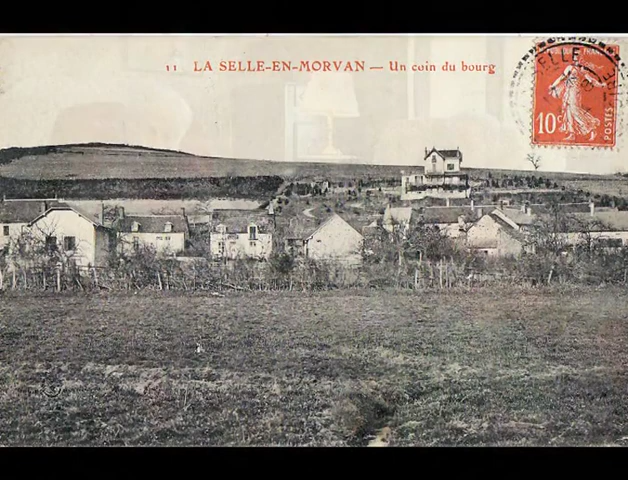 11 LA SELLE-EN-MORVAN — Un coin du bourg
POSTES
10c